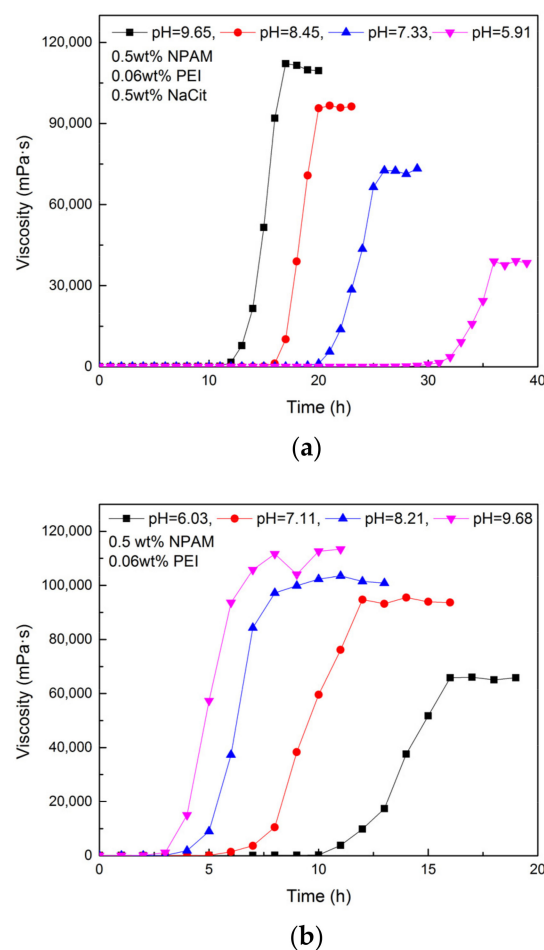 (a)
120,000
90,000
60,000
30,000
0
pH=9.65, pH=8.45, pH=7.33, pH=5.91
0.5wt% NPAM
0.06wt% PEI
0.5wt% NaCit
Viscosity (mPa·s)
0 10 20 30 40
Time (h)
(a)
120,000
100,000
80,000
60,000
40,000
20,000
0
pH=6.03, pH=7.11, pH=8.21, pH=9.68
0.5 wt% NPAM
0.06wt% PEI
Viscosity (mPa·s)
0 5 10 15 20
Time (h)
(b)